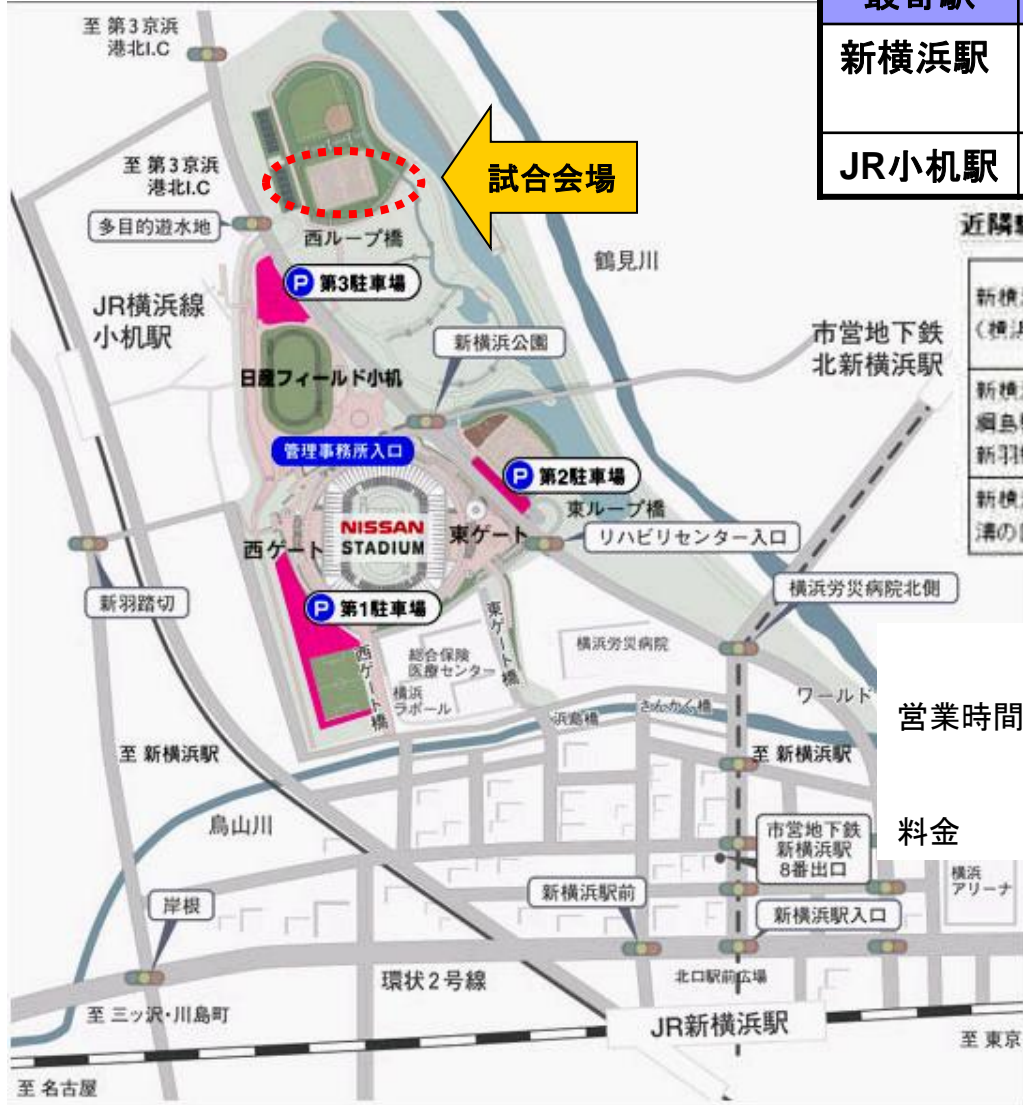 最寄駅
新横浜駅
JR小机駅
至 第3京浜
港北I.C
至 第3京浜
港北I.C
試合会場
多目的遊水地
西ループ橋
鶴見川
P 第3駐車場
JR横浜線
小机駅
新横浜公園
市営地下鉄
北新横浜駅
日産フィールド小机
管理事務所入口
P 第2駐車場
東ループ橋
NISSAN
STADIUM
西ゲート
東ゲート
リハビリセンター入口
新羽踏切
P 第1駐車場
横浜労災病院北側
東ゲート橋
西ゲート橋
総合保険
医療センター
横浜
ラポール
横浜労災病院
ワールド
浜鳥橋
さんかく橋
営業時間
至 新横浜駅
至 新横浜駅
鳥山川
市営地下鉄
新横浜駅
8番出口
料金
横浜
アリーナ
岸根
新横浜駅前
新横浜駅入口
環状2号線
北口駅前広場
至 三ッ沢・川島町
JR新横浜駅
至 東京
至 名古屋
近隣
新横
新横
綱島
新羽
新横
溝の